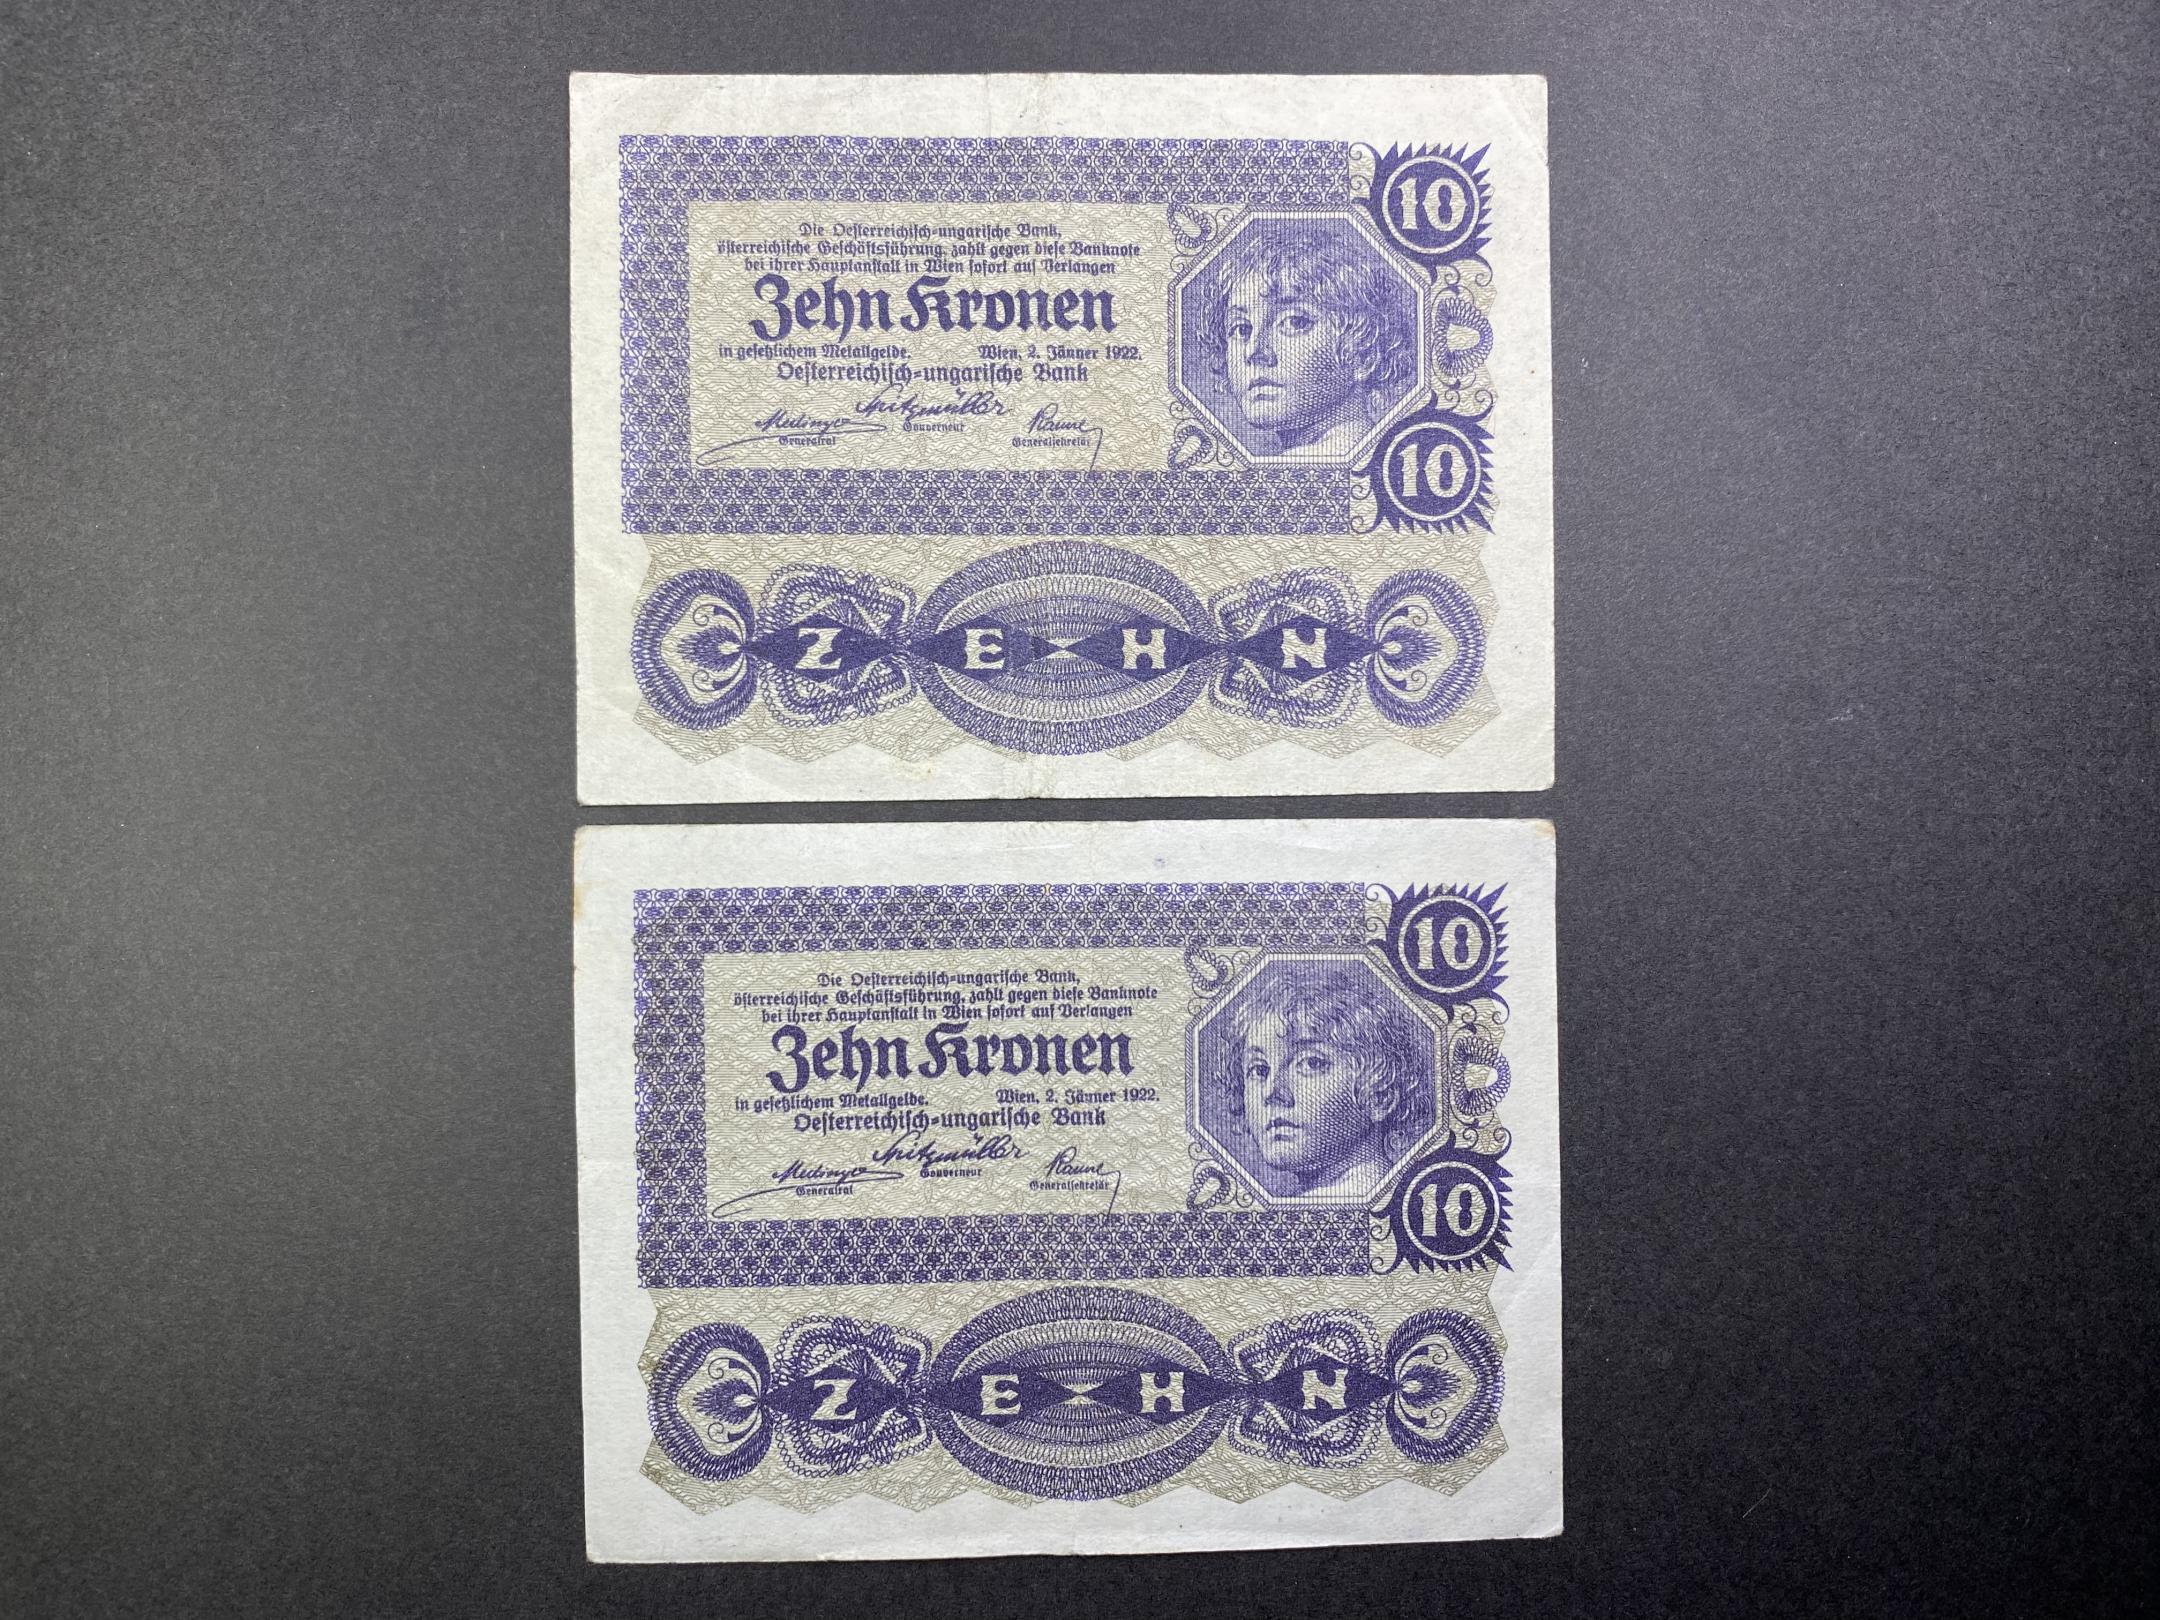 Die Oesterreichisch-ungarische Bank,
österreichische Geschäftsführung, zahlt gegen diese Banknote
bei ihrer Hauptanstalt in Wien sofort auf Verlangen
Zehn Kronen
in gesetzlichem Metallgelde. Wien, 2. Jänner 1922.
Oesterreichisch-ungarische Bank
Spitzmüller
Generalrat Gouverneur Generalsekretär
10
10
Z E H N
Die Oesterreichisch-ungarische Bank,
österreichische Geschäftsführung, zahlt gegen diese Banknote
bei ihrer Hauptanstalt in Wien sofort auf Verlangen
Zehn Kronen
in gesetzlichem Metallgelde. Wien, 2. Jänner 1922.
Oesterreichisch-ungarische Bank
Spitzmüller
Generalrat Gouverneur Generalsekretär
10
10
Z E H N